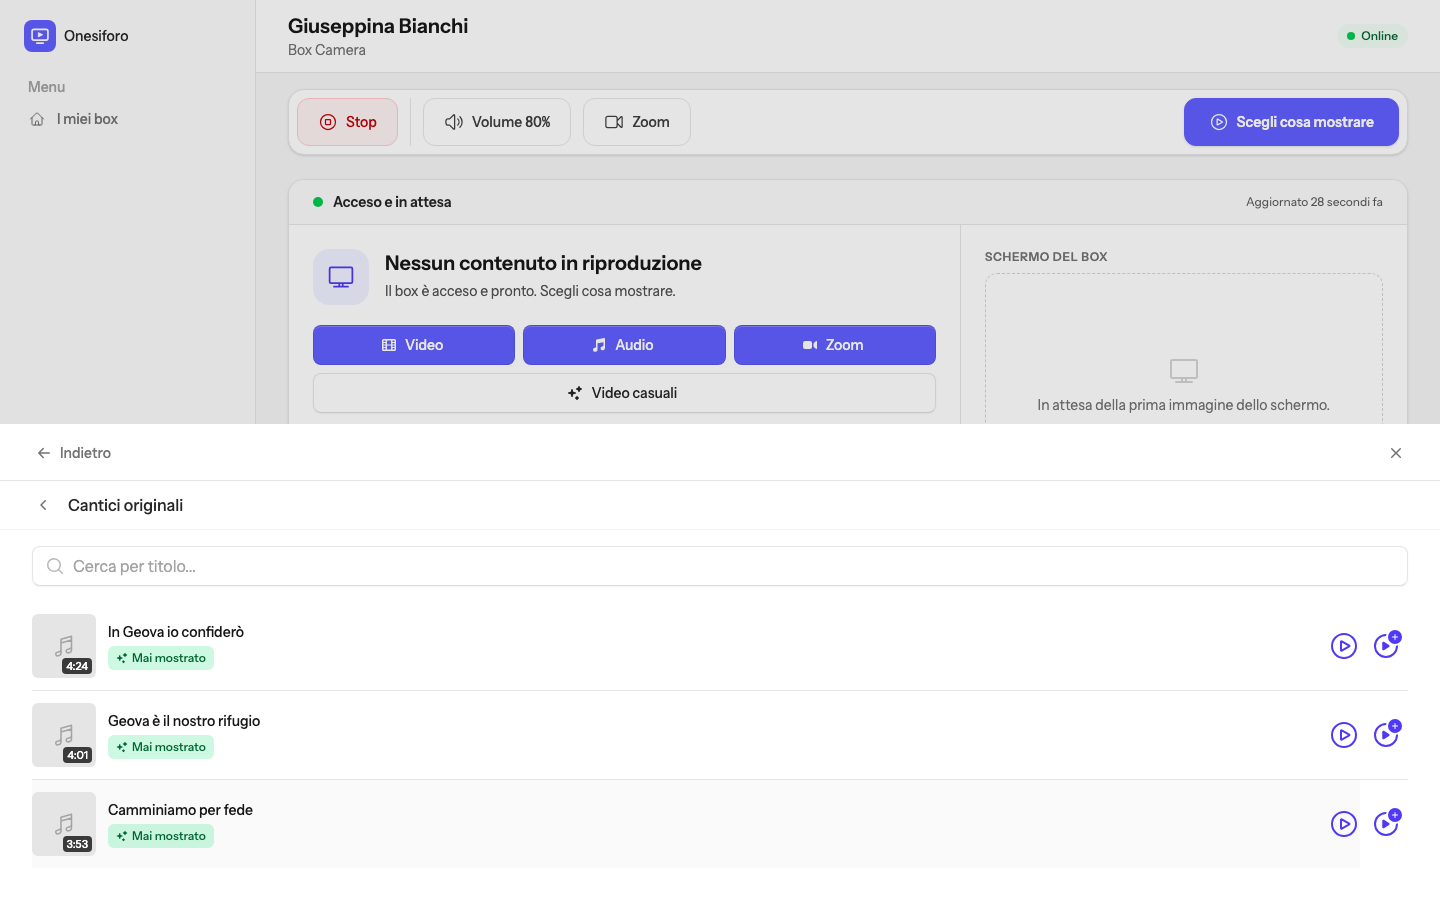 Onesiforo
Menu
I miei box
Giuseppina Bianchi
Box Camera
Online
Stop
Volume 80%
Zoom
Scegli cosa mostrare
Acceso e in attesa
Aggiornato 28 secondi fa
Nessun contenuto in riproduzione
Il box è acceso e pronto. Scegli cosa mostrare.
Video
Audio
Zoom
Video casuali
SCHERMO DEL BOX
In attesa della prima immagine dello schermo.
Indietro
Cantici originali
Cerca per titolo...
4:24
In Geova io confiderò
Mai mostrato
4:01
Geova è il nostro rifugio
Mai mostrato
3:53
Camminiamo per fede
Mai mostrato